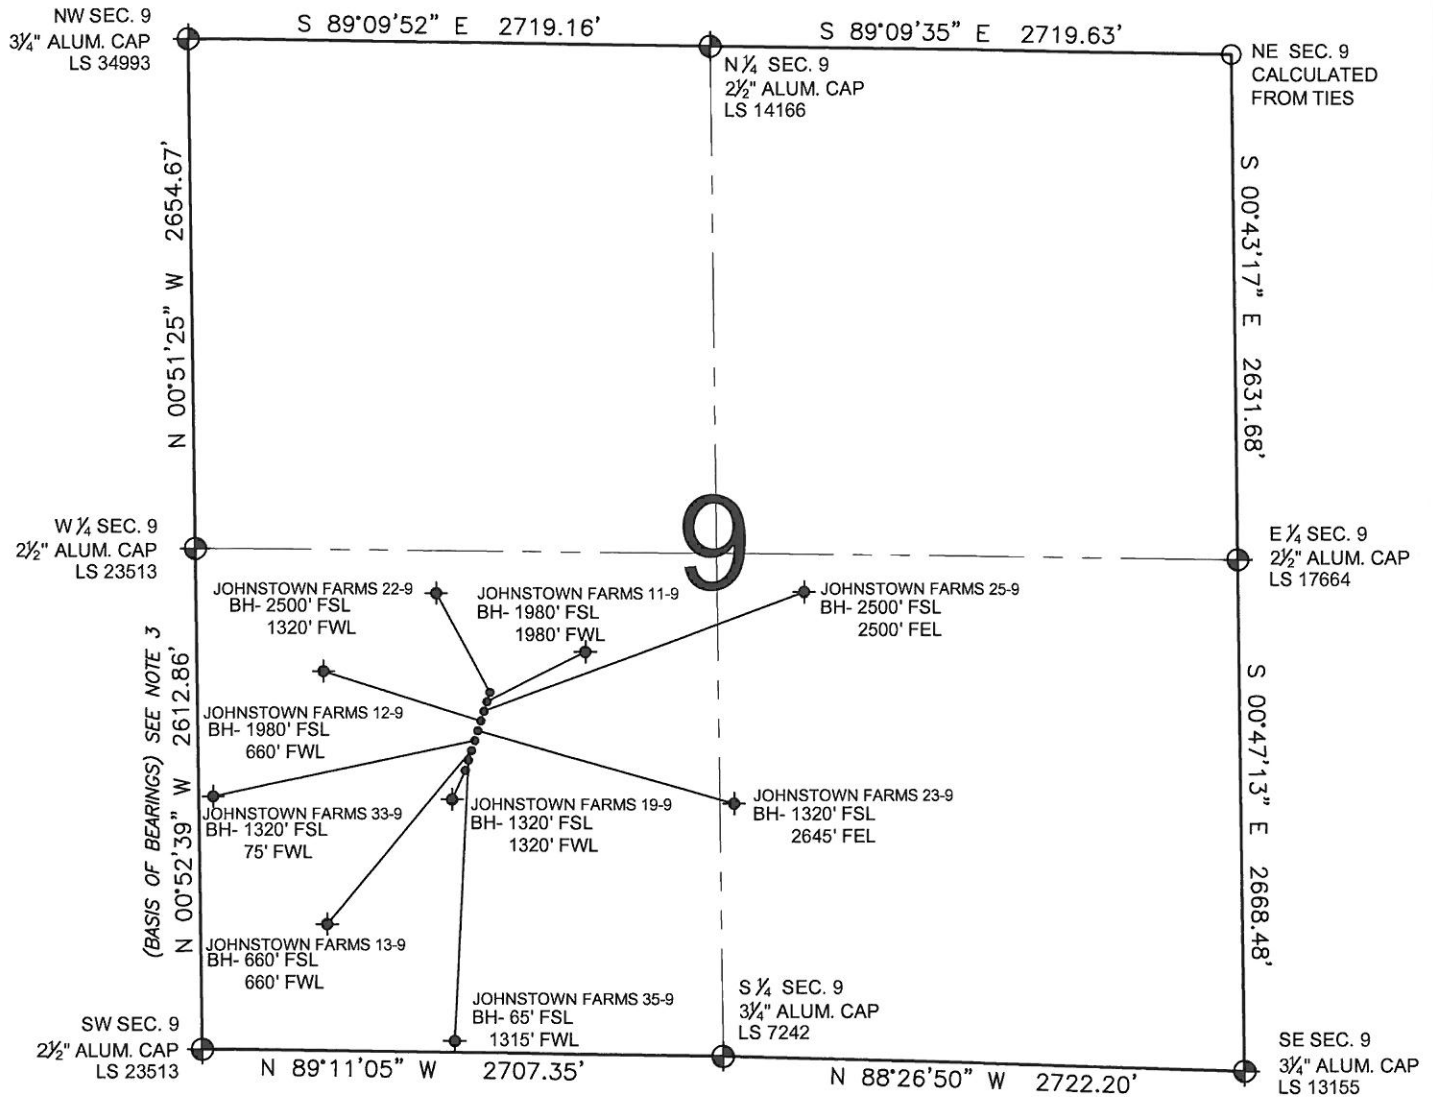 NW SEC. 9
3¼" ALUM. CAP
LS 34993
S 89°09'52" E 2719.16'
S 89°09'35" E 2719.63'
NE SEC. 9
CALCULATED
FROM TIES
N ¼ SEC. 9
2½" ALUM. CAP
LS 14166
N 00°51'25" W 2654.67'
S 00°43'17" E 2631.68'
W ¼ SEC. 9
2½" ALUM. CAP
LS 23513
9
E ¼ SEC. 9
2½" ALUM. CAP
LS 17664
JOHNSTOWN FARMS 22-9
BH- 2500' FSL
1320' FWL
JOHNSTOWN FARMS 11-9
BH- 1980' FSL
1980' FWL
JOHNSTOWN FARMS 25-9
BH- 2500' FSL
2500' FEL
(BASIS OF BEARINGS) SEE NOTE 3
N 00°52'39" W 2612.86'
S 00°47'13" E 2668.48'
JOHNSTOWN FARMS 12-9
BH- 1980' FSL
660' FWL
JOHNSTOWN FARMS 33-9
BH- 1320' FSL
75' FWL
JOHNSTOWN FARMS 19-9
BH- 1320' FSL
1320' FWL
JOHNSTOWN FARMS 23-9
BH- 1320' FSL
2645' FEL
JOHNSTOWN FARMS 13-9
BH- 660' FSL
660' FWL
JOHNSTOWN FARMS 35-9
BH- 65' FSL
1315' FWL
S ¼ SEC. 9
3¼" ALUM. CAP
LS 7242
SW SEC. 9
2½" ALUM. CAP
LS 23513
N 89°11'05" W 2707.35'
N 88°26'50" W 2722.20'
SE SEC. 9
3¼" ALUM. CAP
LS 13155